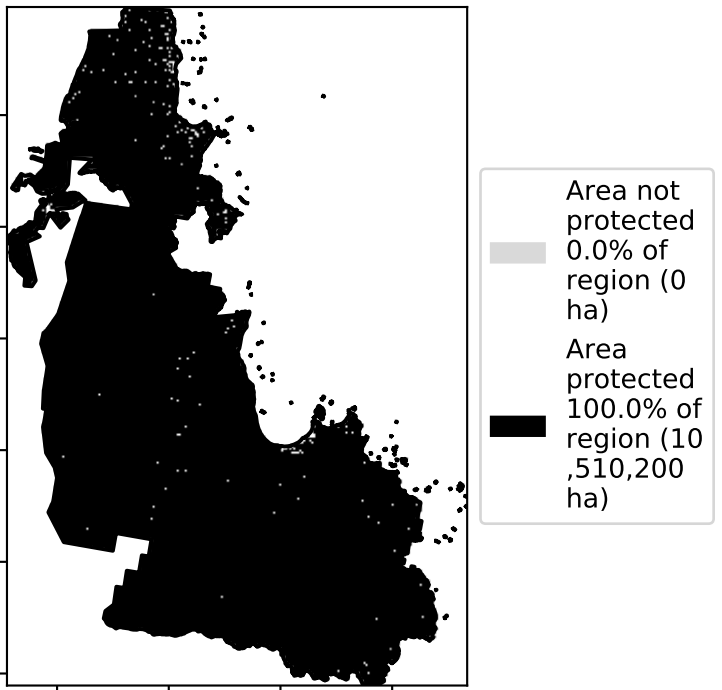 Area not
protected
0.0% of
region (0
ha)
Area
protected
100.0% of
region (10
,510,200
ha)